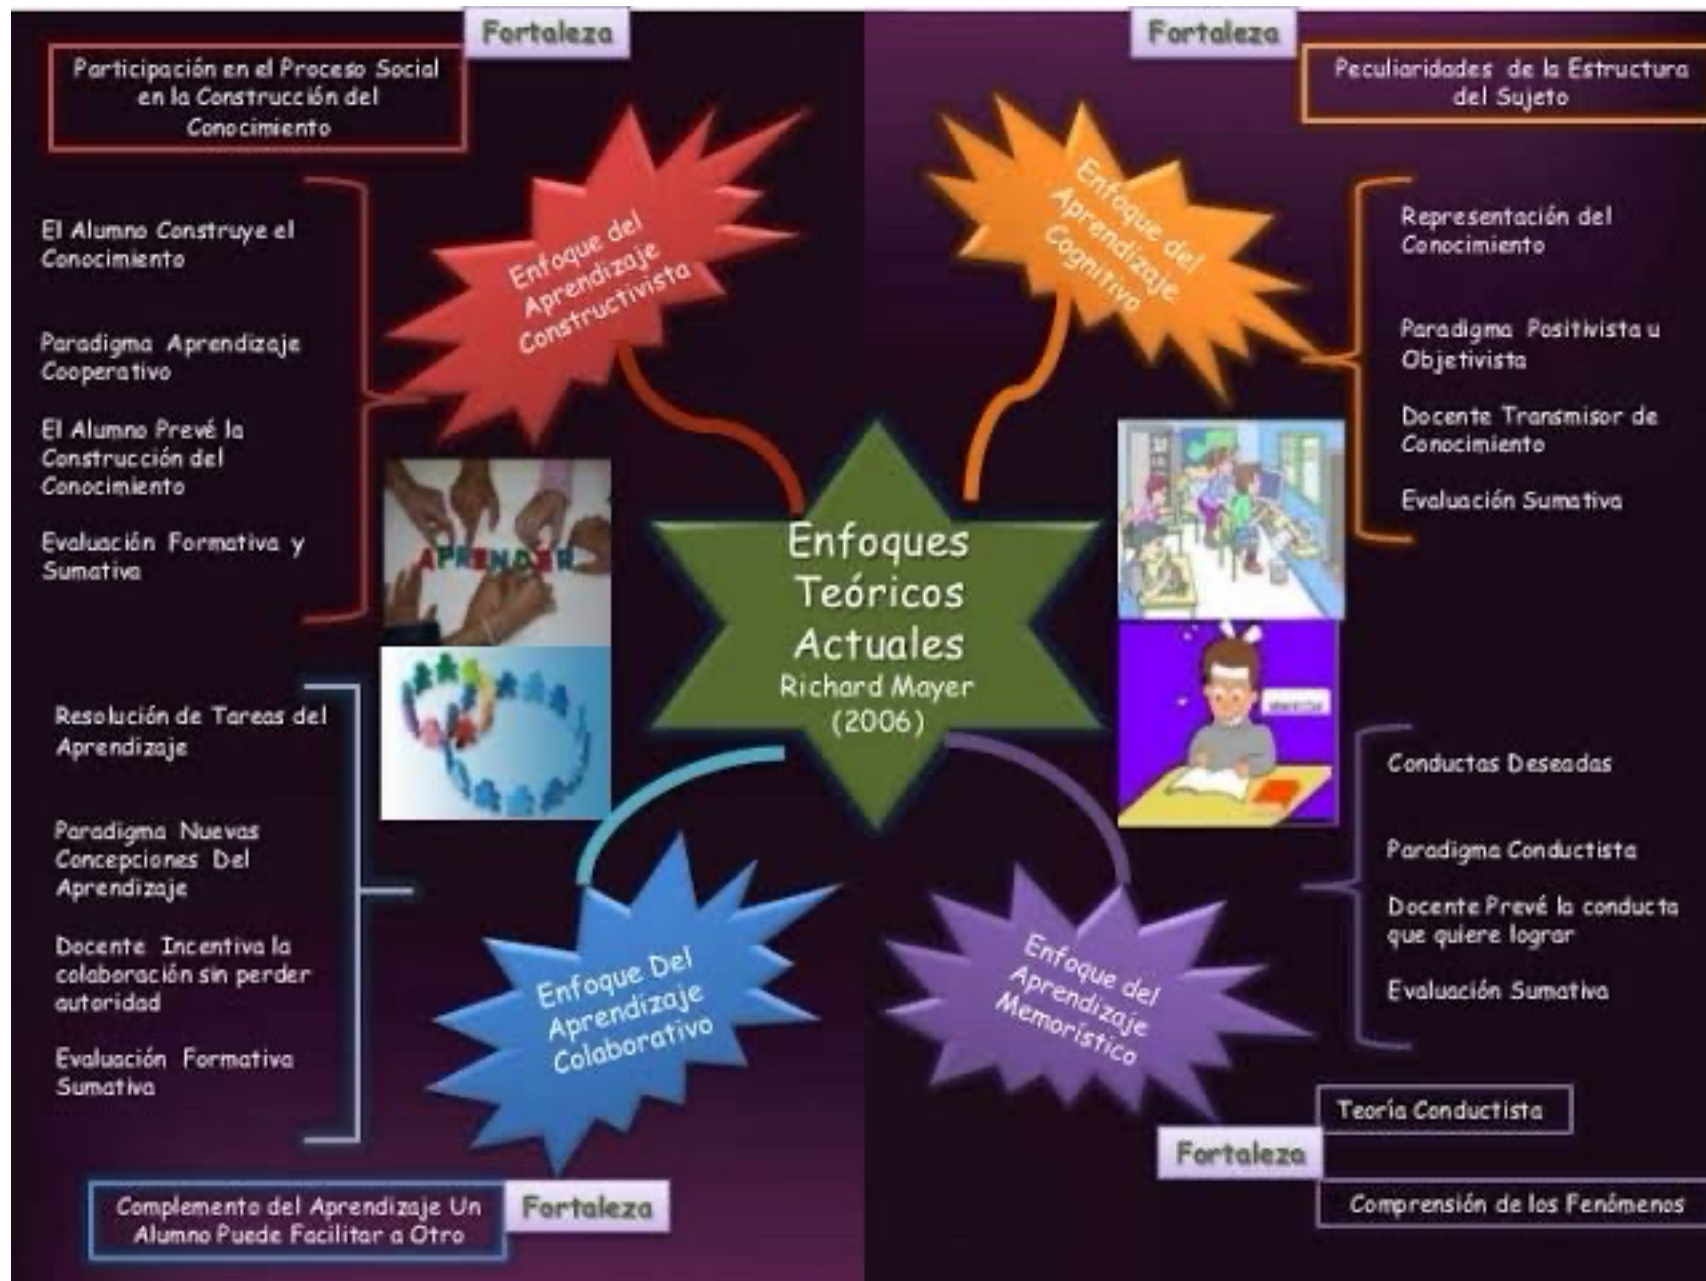 Fortaleza
Participación en el Proceso Social
en la Construcción del
Conocimiento
El Alumno Construye el
Conocimiento
Paradigma Aprendizaje
Cooperativo
El Alumno Prevé la
Construcción del
Conocimiento
Evaluación Formativa y
Sumativa
Enfoque del
Aprendizaje
Constructivista
APRENDER
Fortaleza
Peculiaridades de la Estructura
del Sujeto
Enfoque del
Aprendizaje
Cognitivo
Representación del
Conocimiento
Paradigma Positivista u
Objetivista
Docente Transmisor de
Conocimiento
Evaluación Sumativa
Enfoques
Teóricos
Actuales
Richard Mayer
(2006)
Resolución de Tareas del
Aprendizaje
Paradigma Nuevas
Concepciones Del
Aprendizaje
Docente Incentiva la
colaboración sin perder
autoridad
Evaluación Formativa
Sumativa
Enfoque Del
Aprendizaje
Colaborativo
Complemento del Aprendizaje Un
Alumno Puede Facilitar a Otro
Fortaleza
Enfoque del
Aprendizaje
Memorístico
Conductas Deseadas
Paradigma Conductista
Docente Prevé la conducta
que quiere lograr
Evaluación Sumativa
Teoría Conductista
Fortaleza
Comprensión de los Fenómenos